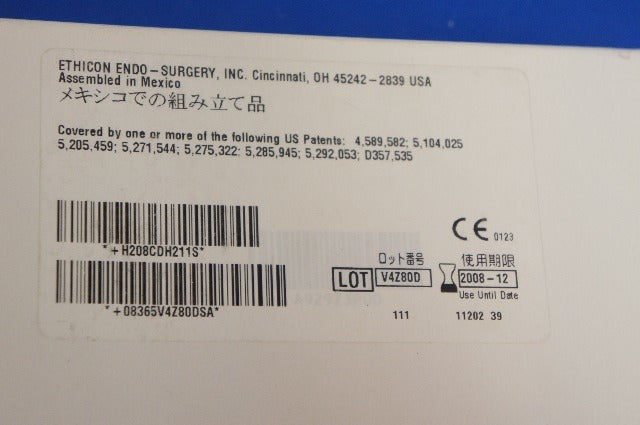 ETHICON ENDO-SURGERY, INC. Cincinnati, OH 45242-2839 USA
Assembled in Mexico
メキシコでの組み立て品
Covered by one or more of the following US Patents: 4,589,582; 5,104,025
5,205,459; 5,271,544; 5,275,322; 5,285,945; 5,292,053; D357,535
*+H208CDH211S*
CE 0123
ロット番号 使用期限
LOT V4Z80D 2008-12
Use Until Date
*+08365V4Z80DSA*
111 11202 39